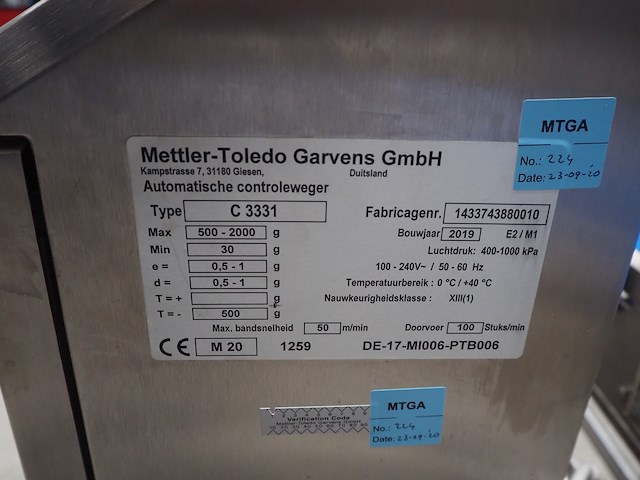 MTGA
No.: 224
Date: 23-09-20
Mettler-Toledo Garvens GmbH
Kampstrasse 7, 31180 Giesen, Duitsland
Automatische controleweger
Type C 3331 Fabricagenr. 1433743880010
Max 500 - 2000 g Bouwjaar 2019 E2 / M1
Min 30 g Luchtdruk: 400-1000 kPa
e = 0,5 - 1 g 100 - 240V~ / 50 - 60 Hz
d = 0,5 - 1 g Temperatuurbereik : 0 °C / +40 °C
T = + g Nauwkeurigheidsklasse : XIII(1)
T = - 500 g
Max. bandsnelheid 50 m/min Doorvoer 100 Stuks/min
CE M 20 1259 DE-17-MI006-PTB006
MTGA
No.: 224
Date: 23-09-20
Verification Code
Mettler-Toledo Garvens GmbH